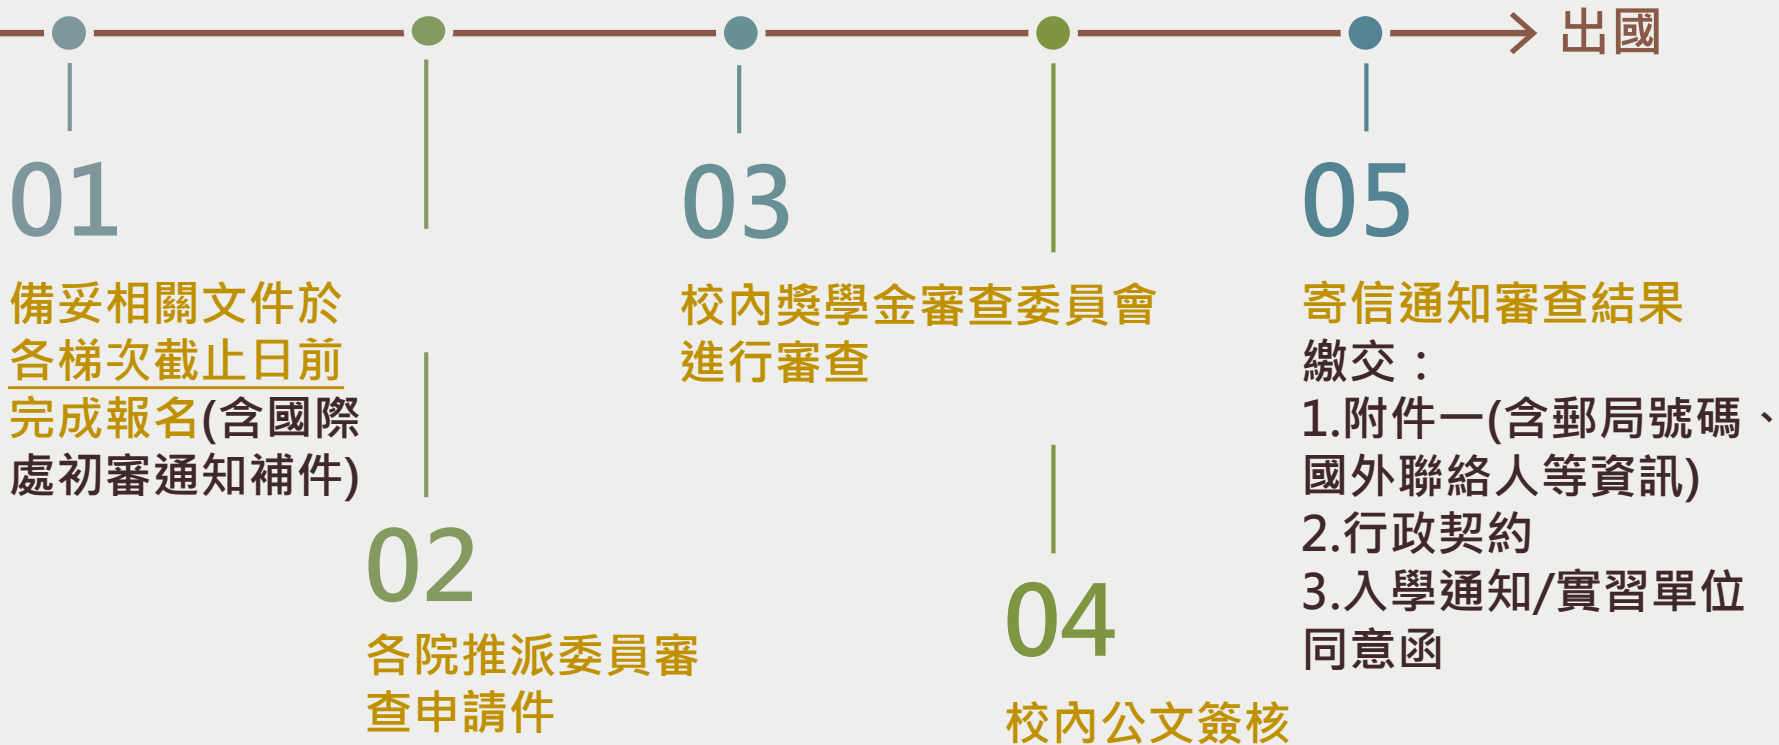 出國
01
備妥相關文件於
各梯次截止日前
完成報名(含國際
處初審通知補件)
02
各院推派委員審
查申請件
03
校內獎學金審查委員會
進行審查
04
校內公文簽核
05
寄信通知審查結果
繳交：
1.附件一(含郵局號碼、
國外聯絡人等資訊)
2.行政契約
3.入學通知/實習單位
同意函